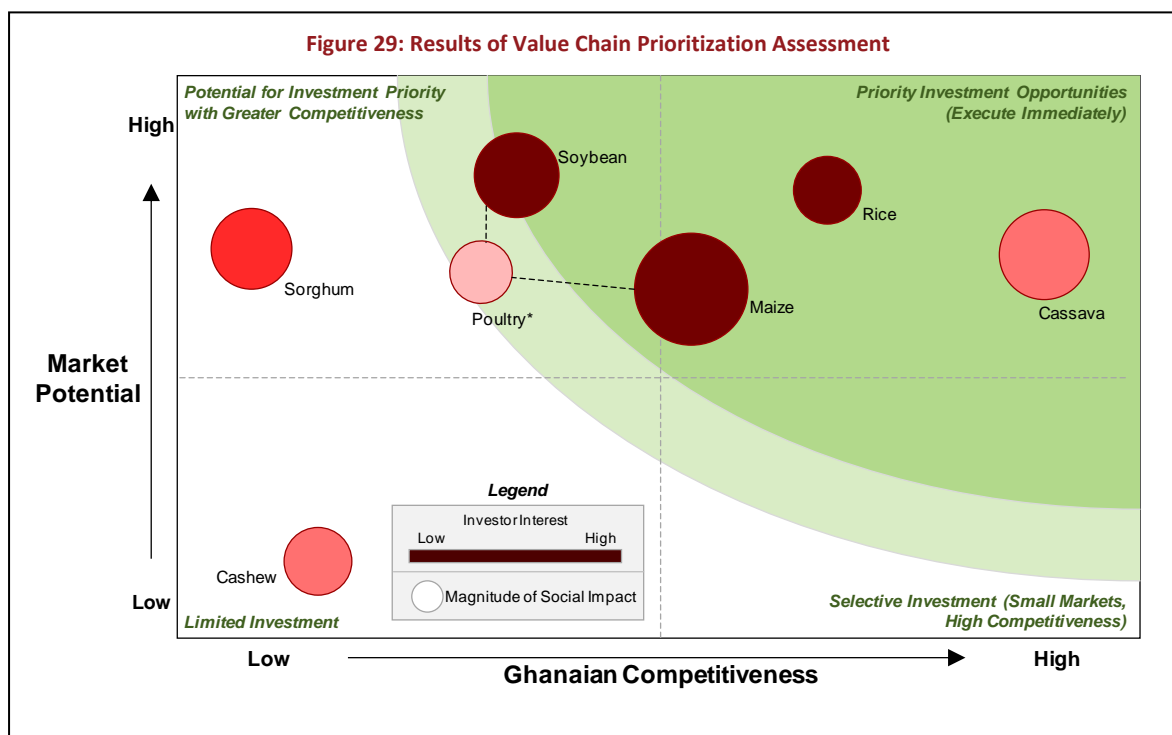 Figure 29: Results of Value Chain Prioritization Assessment
Potential for Investment Priority
with Greater Competitiveness
Priority Investment Opportunities
(Execute Immediately)
High
Soybean
Rice
Sorghum
Poultry*
Maize
Cassava
Market
Potential
Legend
Investor Interest
Low
High
Magnitude of Social Impact
Cashew
Low
Limited Investment
Selective Investment (Small Markets,
High Competitiveness)
Low
High
Ghanaian Competitiveness